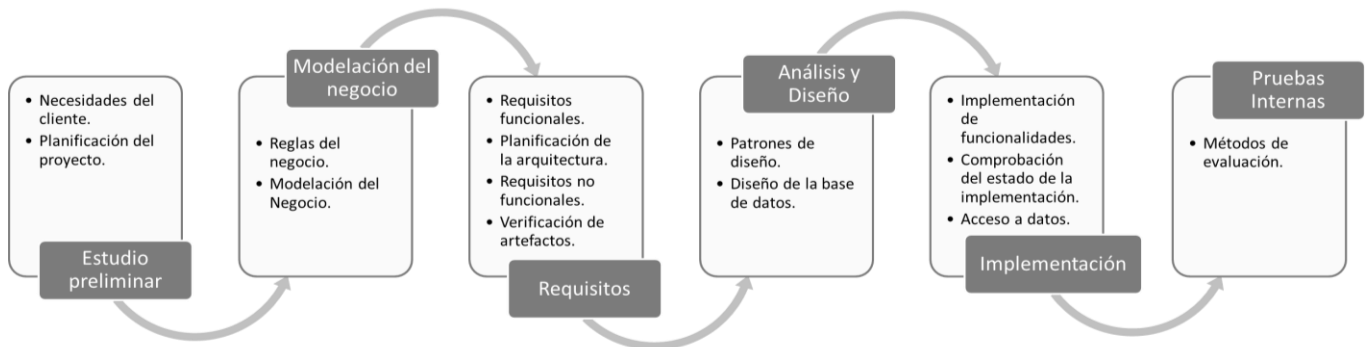 • Necesidades del
cliente.
• Planificación del
proyecto.
Estudio
preliminar
Modelación del
negocio
• Reglas del
negocio.
• Modelación del
Negocio.
• Requisitos
funcionales.
• Planificación de
la arquitectura.
• Requisitos no
funcionales.
• Verificación de
artefactos.
Requisitos
Análisis y
Diseño
• Patrones de
diseño.
• Diseño de la base
de datos.
• Implementación
de
funcionalidades.
• Comprobación
del estado de la
implementación.
• Acceso a datos.
Implementación
Pruebas
Internas
• Métodos de
evaluación.